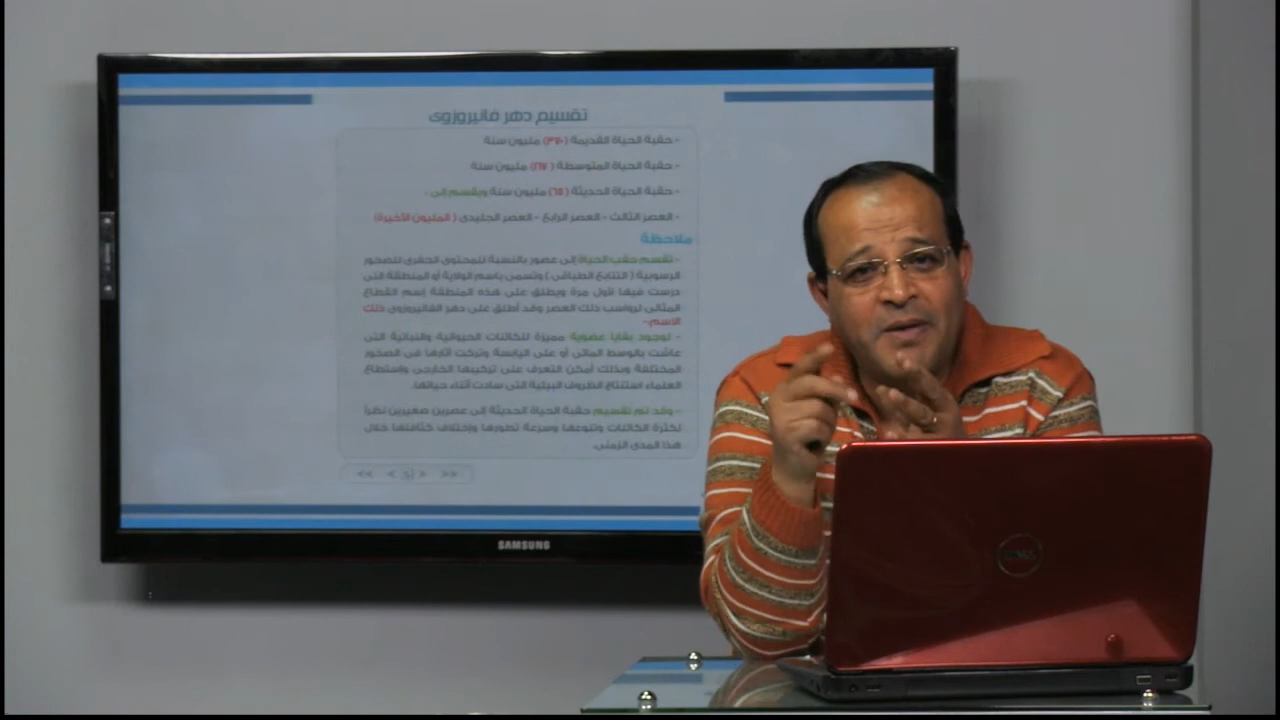 تقسيم دهر فانيروزوى
- حقبة الحياة القديمة (٣٧٠) مليون سنة
- حقبة الحياة المتوسطة (١٦٧) مليون سنة
- حقبة الحياة الحديثة (٦٥) مليون سنة ويقسم إلى :
- العصر الثالث - العصر الرابع - العصر الجليدى ( المليون الأخيرة)
ملاحظة
- تقسم حقب الحياة إلى عصور بالنسبة للمحتوى الحفرى للصخور
الرسوبية ( التتابع الطباقى ) وتسمى باسم الولاية أو المنطقة التى
درست فيها لأول مرة ويطلق على هذه المنطقة إسم القطاع
المثالى لرواسب ذلك العصر وقد أطلق على دهر الفانيروزوى ذلك
الاسم:-
- لوجود بقايا عضوية مميزة للكائنات الحيوانية والنباتية التى
عاشت بالوسط المائى أو على اليابسة وتركت آثارها فى الصخور
المختلفة وبذلك أمكن التعرف على تركيبها الخارجى وإستطاع
العلماء استنتاج الظروف البيئية التى سادت أثناء حياتها.
- وقد تم تقسيم حقبة الحياة الحديثة إلى عصرين صغيرين نظراً
لكثرة الكائنات وتنوعها وسرعة تطورها وإختلاف كثافتها خلال
هذا المدى الزمنى.
SAMSUNG
DELL